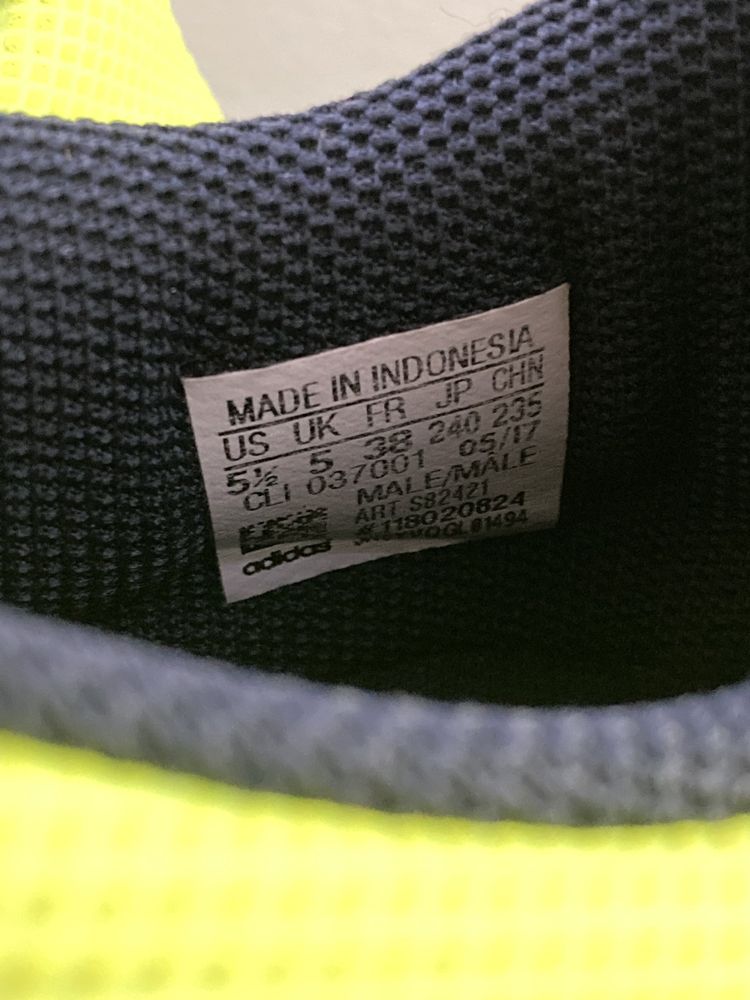 MADE IN INDONESIA
US UK FR JP CHN
5½ 5 38 240 235
CLI 037001 05/17
MALE/MÂLE
ART S82421
#118020824
adidas